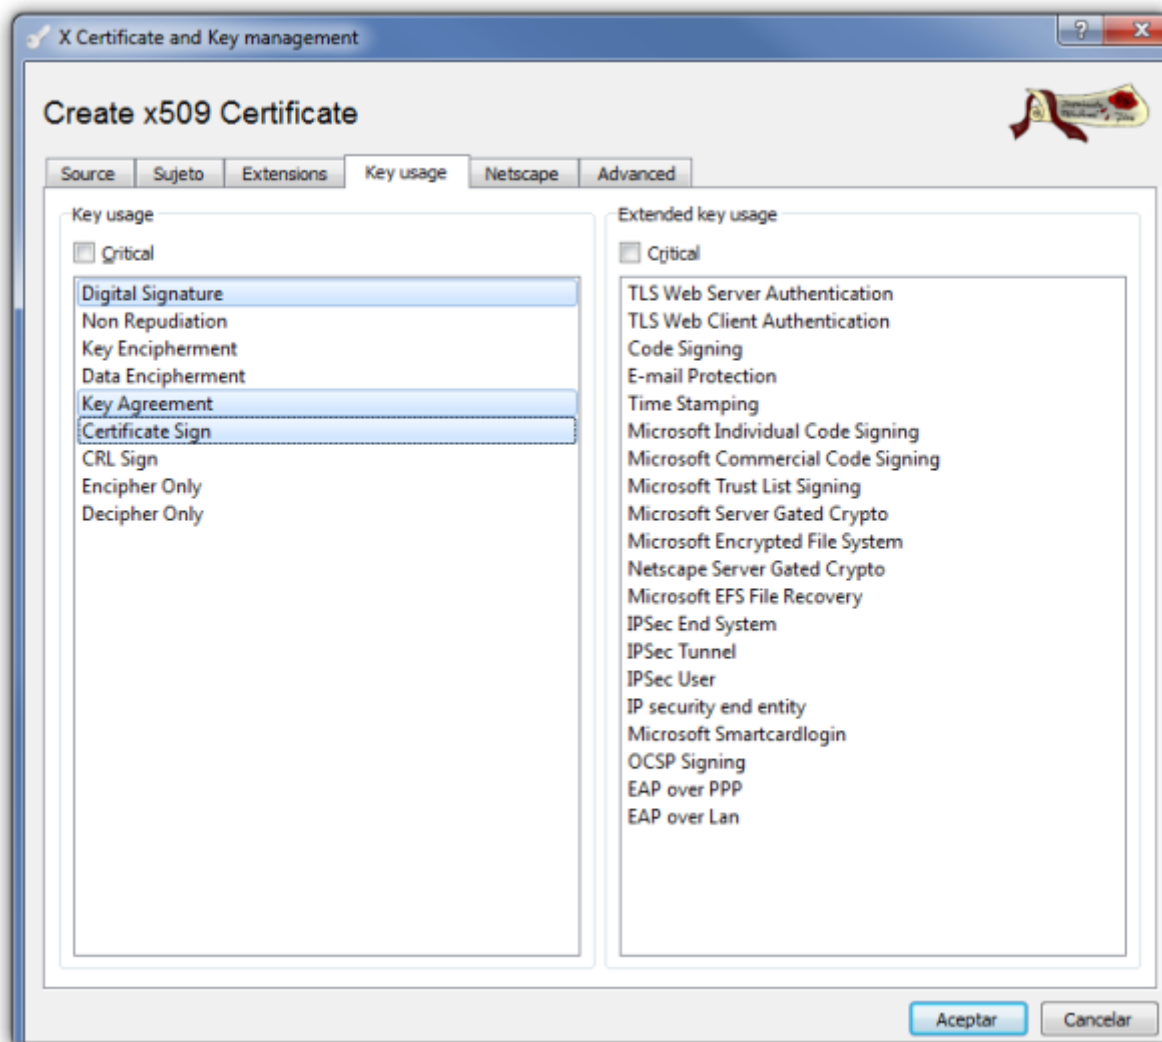 X Certificate and Key management
Create x509 Certificate
Source Sujeto Extensions Key usage Netscape Advanced
Key usage
Critical
Digital Signature
Non Repudiation
Key Encipherment
Data Encipherment
Key Agreement
Certificate Sign
CRL Sign
Encipher Only
Decipher Only
Extended key usage
Critical
TLS Web Server Authentication
TLS Web Client Authentication
Code Signing
E-mail Protection
Time Stamping
Microsoft Individual Code Signing
Microsoft Commercial Code Signing
Microsoft Trust List Signing
Microsoft Server Gated Crypto
Microsoft Encrypted File System
Netscape Server Gated Crypto
Microsoft EFS File Recovery
IPSec End System
IPSec Tunnel
IPSec User
IP security end entity
Microsoft Smartcardlogin
OCSP Signing
EAP over PPP
EAP over Lan
Aceptar Cancelar